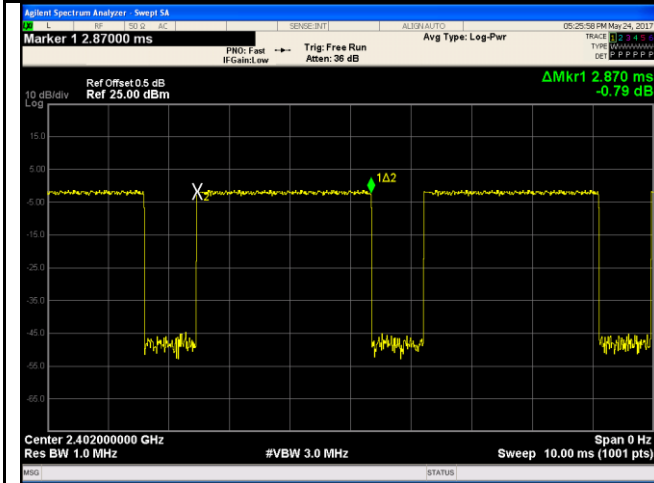 Agilent Spectrum Analyzer - Swept SA
L RF 50 Ω AC SENSE:INT ALIGN AUTO 05:25:58 PM May 24, 2017
Marker 1 2.87000 ms
PNO: Fast
IFGain:Low
Trig: Free Run
Atten: 36 dB
Avg Type: Log-Pwr
TRACE 1 2 3 4 5 6
TYPE WWWWWW
DET P P P P P P
Ref Offset 0.5 dB
10 dB/div Ref 25.00 dBm
Log
ΔMkr1 2.870 ms
-0.79 dB
15.0
5.00
-5.00
-15.0
-25.0
-35.0
-45.0
-55.0
-65.0
X2
1Δ2
Center 2.402000000 GHz Span 0 Hz
Res BW 1.0 MHz #VBW 3.0 MHz Sweep 10.00 ms (1001 pts)
MSG STATUS